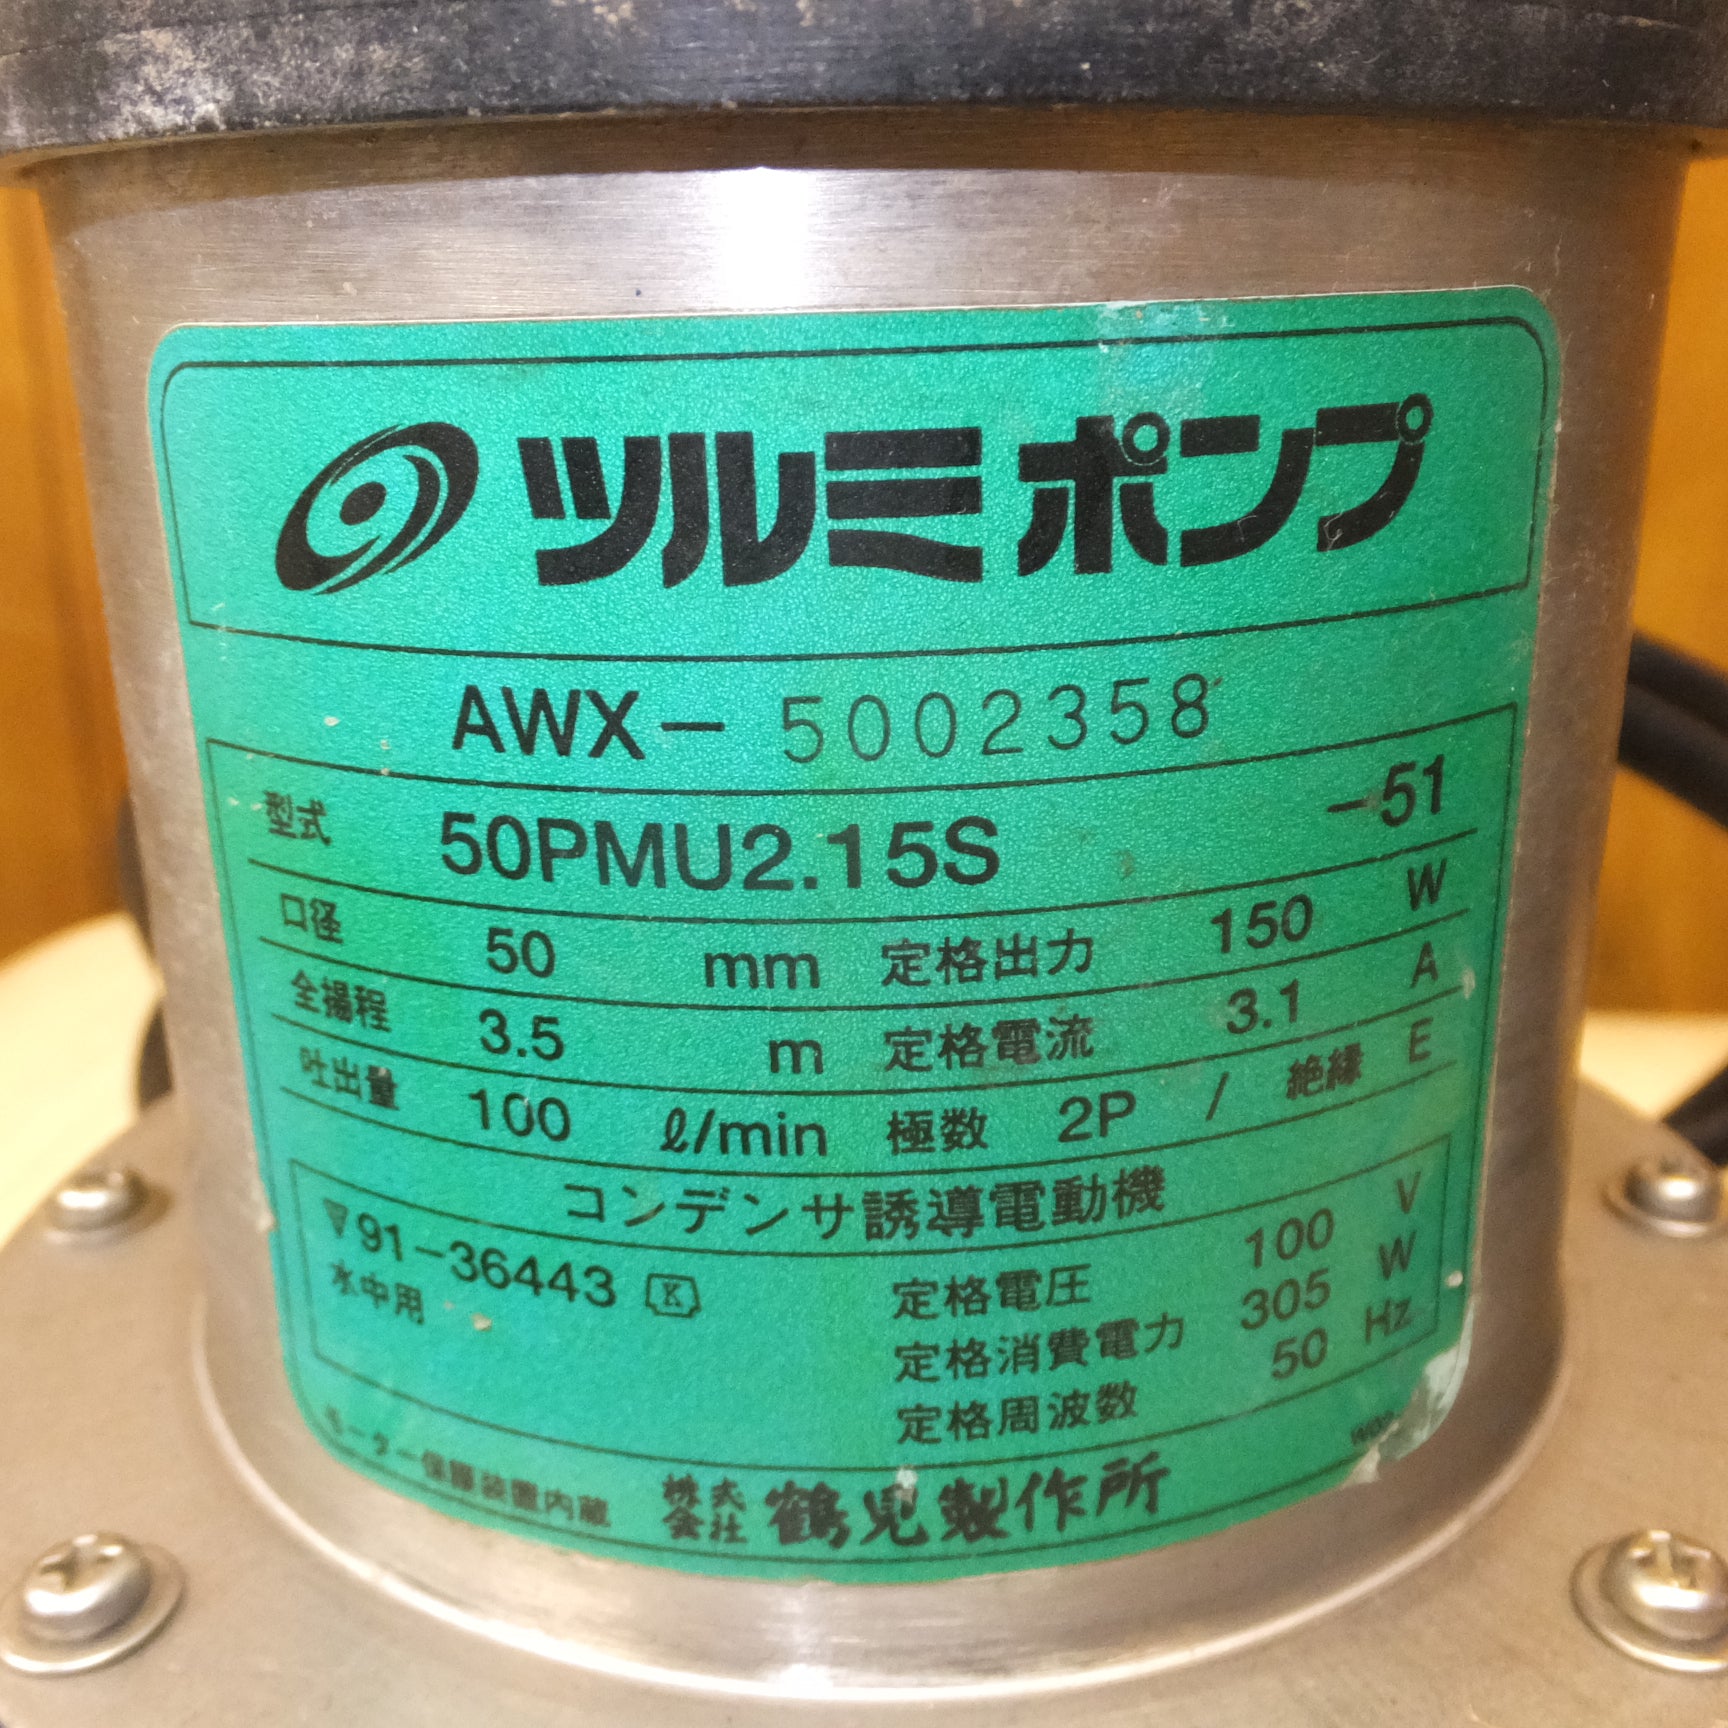 ツルミポンプ
AWX- 5002358
型式 50PMU2.15S -51
口径 50 mm 定格出力 150 W
全揚程 3.5 m 定格電流 3.1 A
吐出量 100 ℓ/min 極数 2P / 絶縁 E
コンデンサ誘導電動機
▽91-36443 K 定格電圧 100 V
水中用 定格消費電力 305 W
定格周波数 50 Hz
モーター保護装置内蔵 株式会社 鶴見製作所